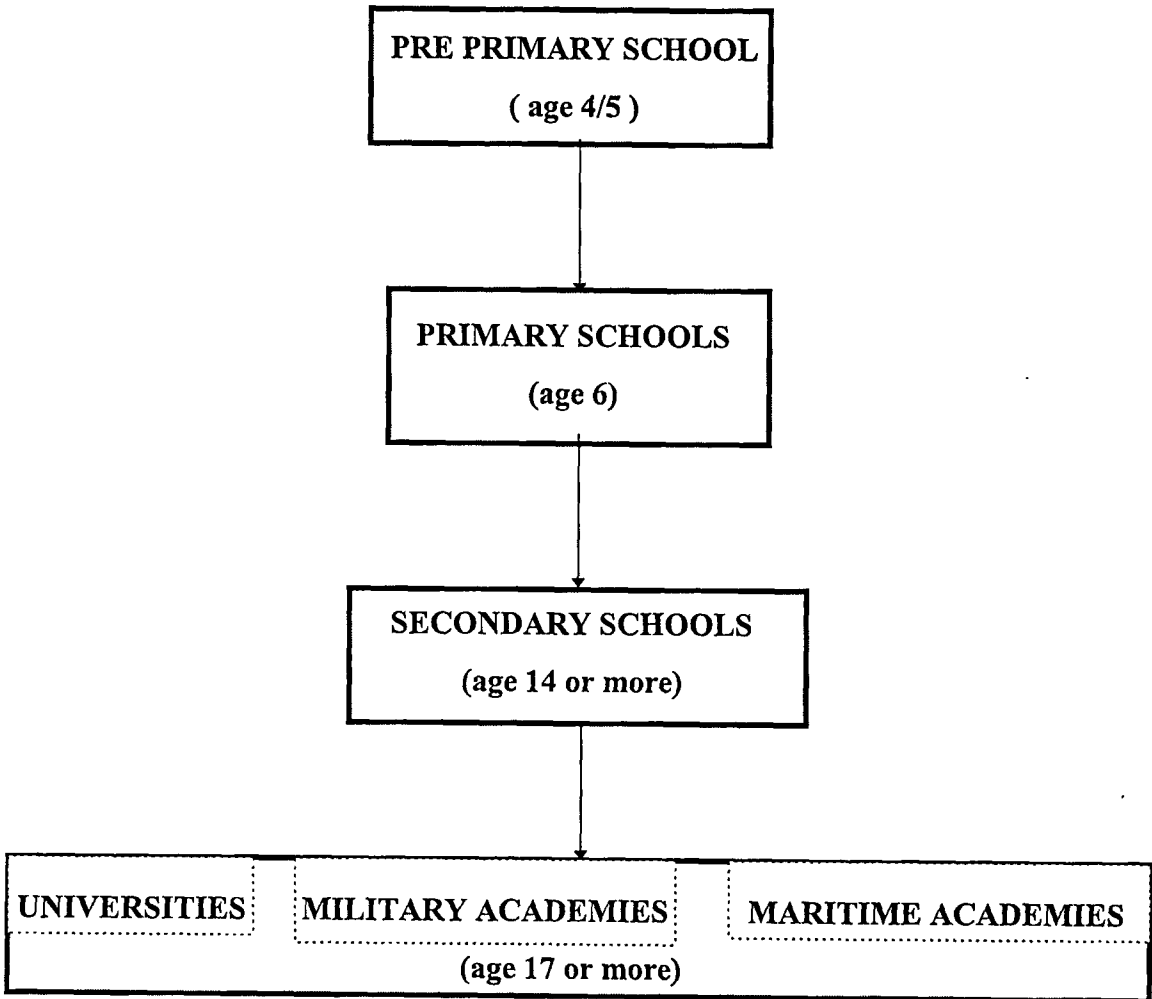 PRE PRIMARY SCHOOL
( age 4/5 )
PRIMARY SCHOOLS
(age 6)
SECONDARY SCHOOLS
(age 14 or more)
UNIVERSITIES MILITARY ACADEMIES MARITIME ACADEMIES
(age 17 or more)